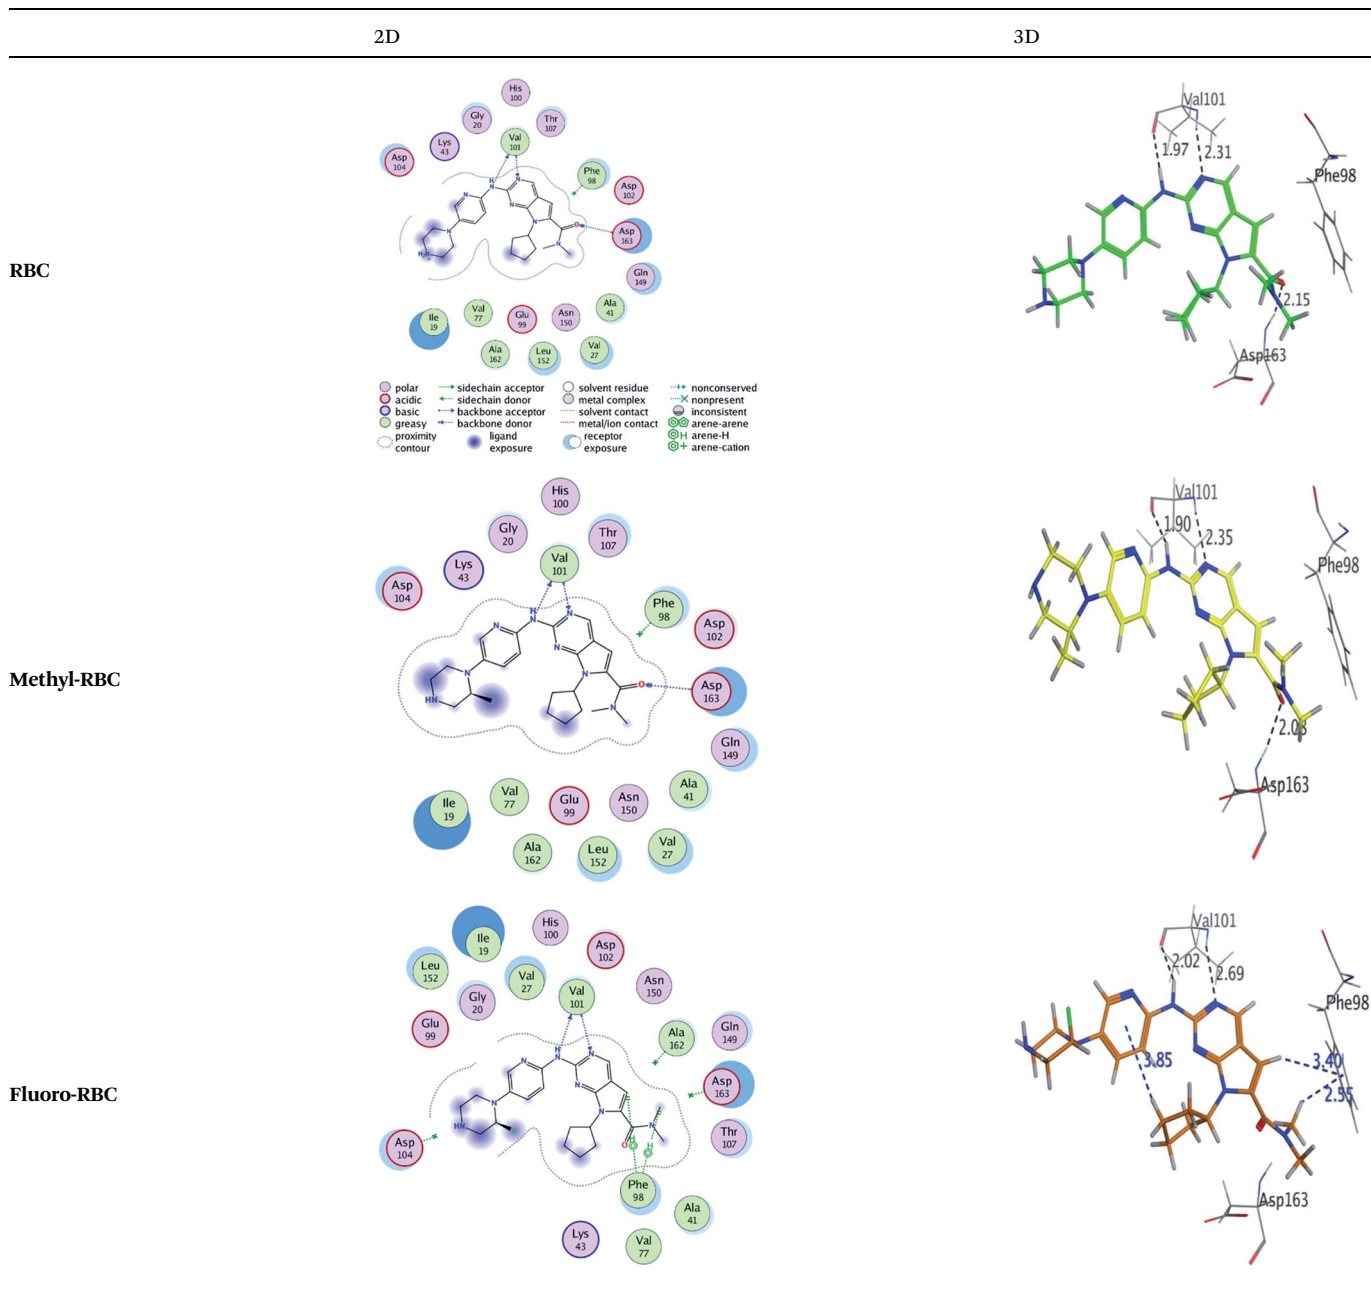 2D 3D
RBC
His 100
Gly 20
Thr 107
Lys 43
Val 101
Asp 104
Phe 98
Asp 102
Asp 163
Gln 149
Ala 41
Val 77
Glu 99
Asn 150
Ile 19
Ala 162
Leu 152
Val 27
polar sidechain acceptor solvent residue nonconserved
acidic sidechain donor metal complex nonpresent
basic backbone acceptor solvent contact inconsistent
greasy backbone donor metal/ion contact arene-arene
proximity contour ligand exposure receptor exposure arene-H
arene-cation
Val101
1.97 2.31
Phe98
2.15
Asp163
Methyl-RBC
His 100
Gly 20
Thr 107
Lys 43
Val 101
Asp 104
Phe 98
Asp 102
Asp 163
Gln 149
Ala 41
Val 77
Glu 99
Asn 150
Ile 19
Ala 162
Leu 152
Val 27
Val101
1.90
2.35
Phe98
2.03
Asp163
Fluoro-RBC
Ile 19
His 100
Asp 102
Leu 152
Val 27
Val 101
Asn 150
Gly 20
Glu 99
Ala 162
Gln 149
Asp 163
Thr 107
Asp 104
Phe 98
Ala 41
Lys 43
Val 77
Val101
2.02
2.69
Phe98
3.85
3.40
2.55
Asp163